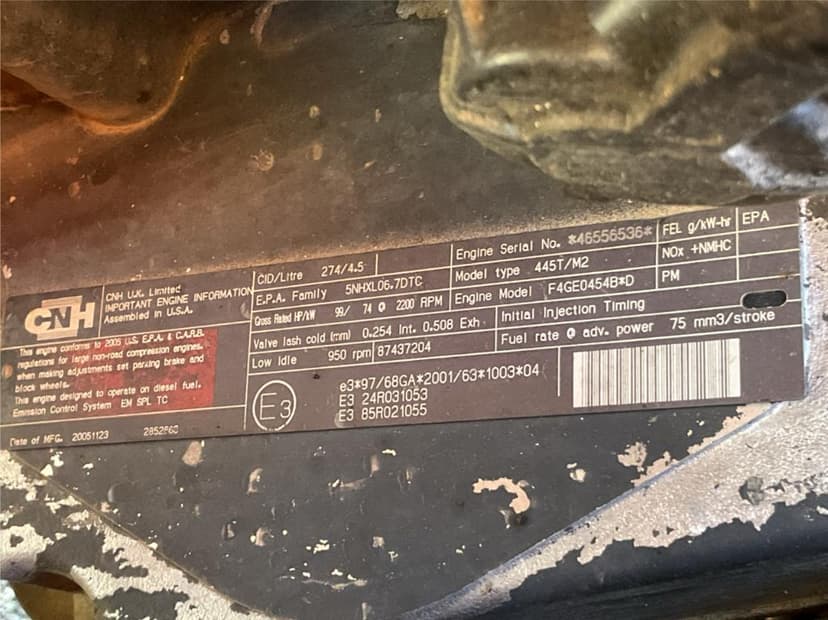 CNH
CNH U.K. Limited
IMPORTANT ENGINE INFORMATION
Assembled in U.S.A.
This engine conforms to 2005 U.S. E.P.A. & C.A.R.B.
regulations for large non-road compression engines.
when making adjustments set parking brake and
block wheels.
This engine designed to operate on diesel fuel.
Emission Control System EM SPL TC
Date of MFG. 20051123
CID/Litre 274/4.5
E.P.A. Family 5NHXL06.7DTC
Gross Rated HP/kW 99/ 74 @ 2200 RPM
Valve lash cold (mm) 0.254 Int. 0.508 Exh.
Low Idle 950 rpm 87437204
Engine Serial No. *46556536*
Model type 445T/M2
Engine Model F4GE0454B*D
Initial Injection Timing
Fuel rate @ adv. power 75 mm3/stroke
FEL g/kW-hr EPA
NOx +NMHC
PM
E3
e3*97/68GA*2001/63*1003*04
E3 24R031053
E3 85R021055